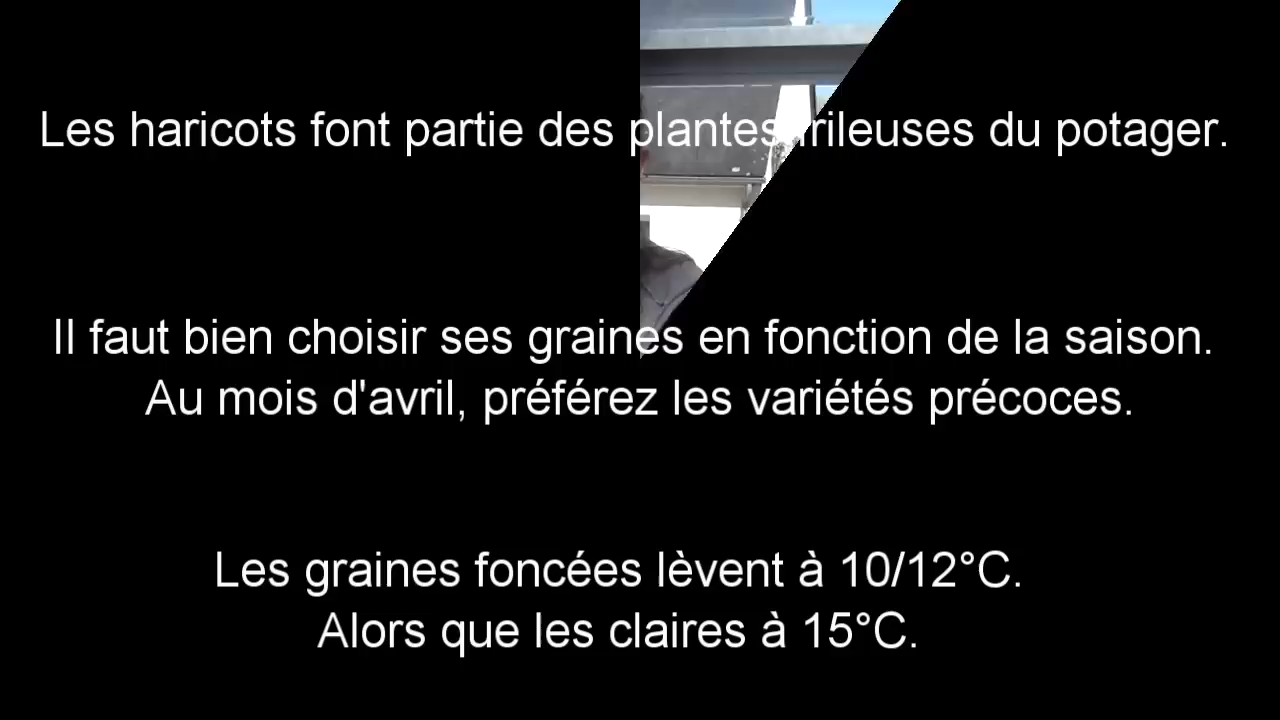 Les haricots font partie des plantes frileuses du potager.
Il faut bien choisir ses graines en fonction de la saison.
Au mois d'avril, préférez les variétés précoces.
Les graines foncées lèvent à 10/12°C.
Alors que les claires à 15°C.